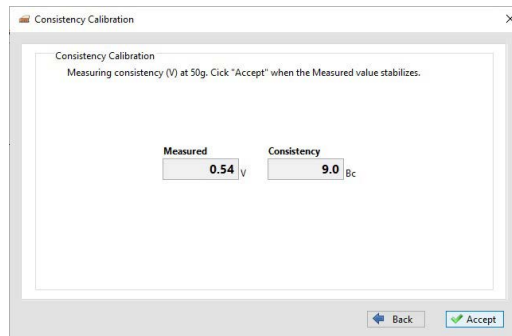 Consistency Calibration
Consistency Calibration
Measuring consistency (V) at 50g. Cick "Accept" when the Measured value stabilizes.
Measured Consistency
0.54 V 9.0 Bc
Back Accept